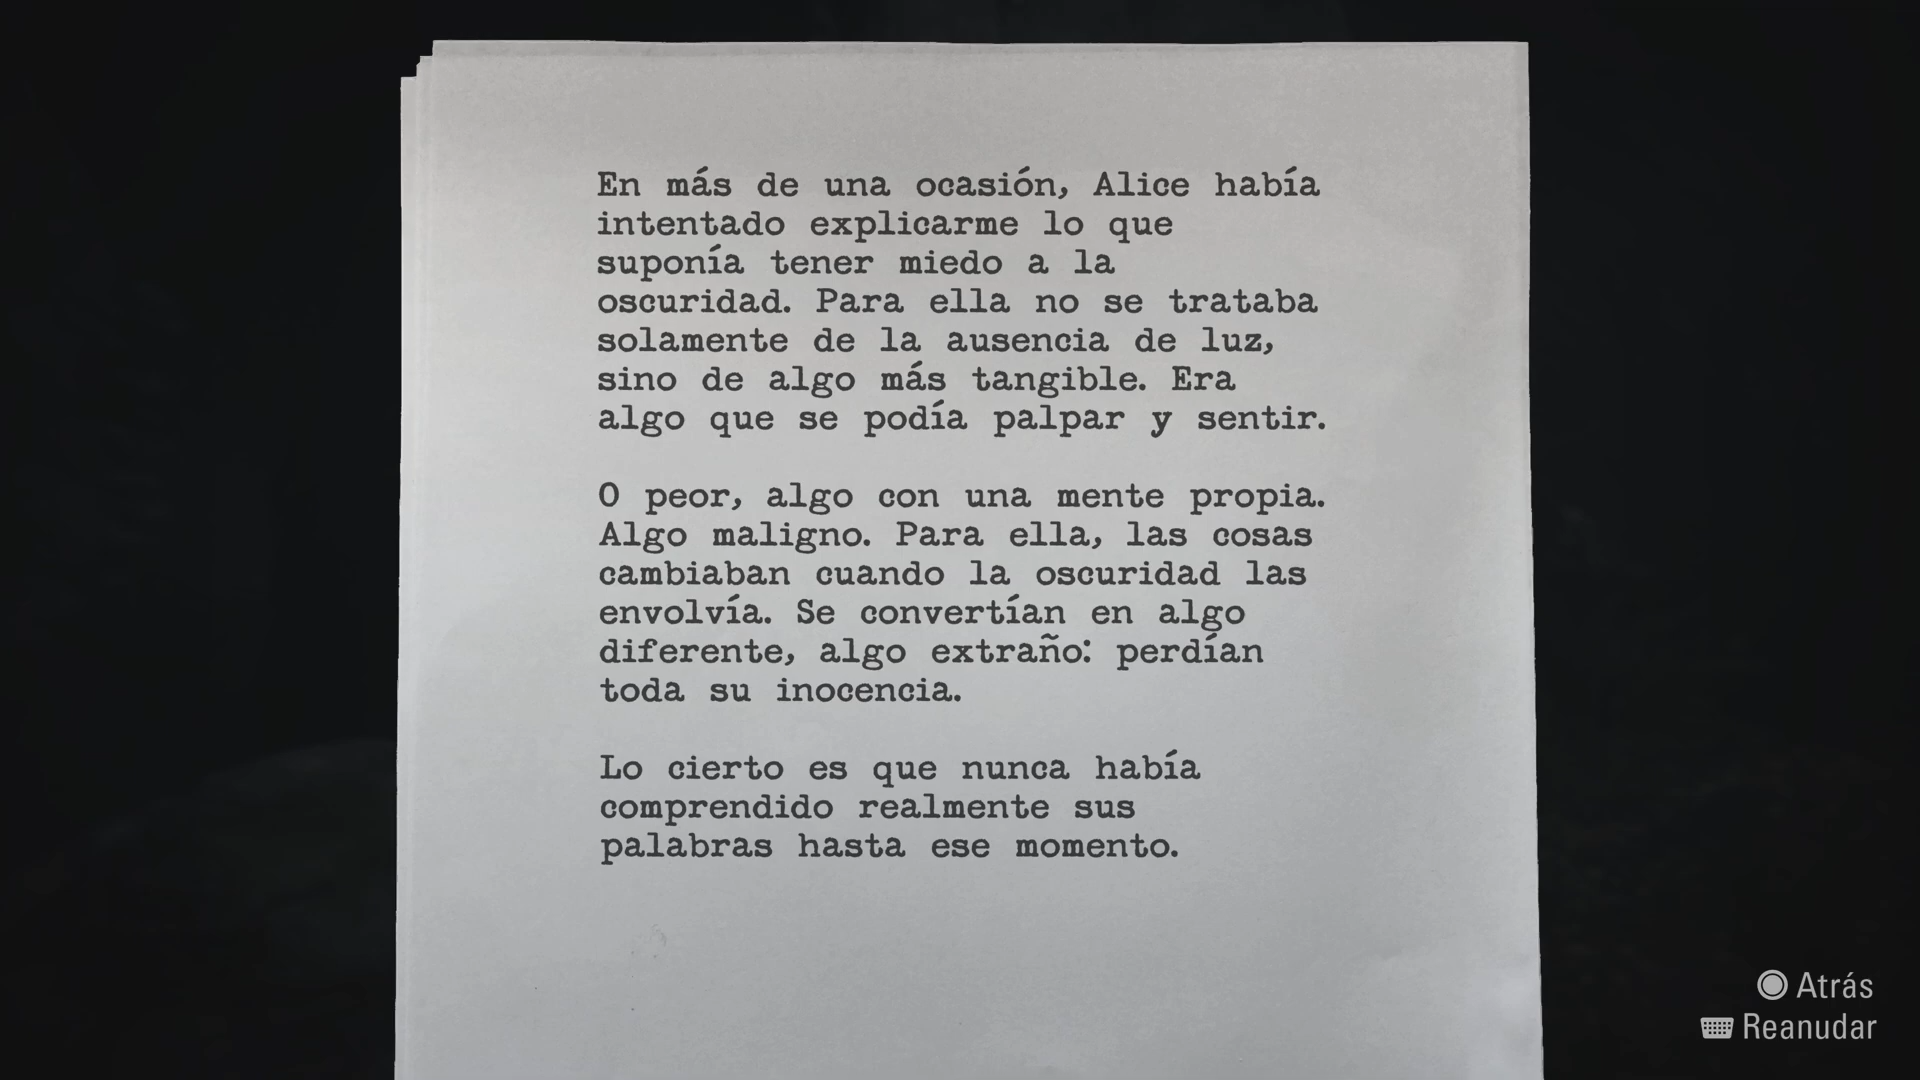 En más de una ocasión, Alice había
intentado explicarme lo que
suponía tener miedo a la
oscuridad. Para ella no se trataba
solamente de la ausencia de luz,
sino de algo más tangible. Era
algo que se podía palpar y sentir.
O peor, algo con una mente propia.
Algo maligno. Para ella, las cosas
cambiaban cuando la oscuridad las
envolvía. Se convertían en algo
diferente, algo extraño: perdían
toda su inocencia.
Lo cierto es que nunca había
comprendido realmente sus
palabras hasta ese momento.
Atrás
Reanudar